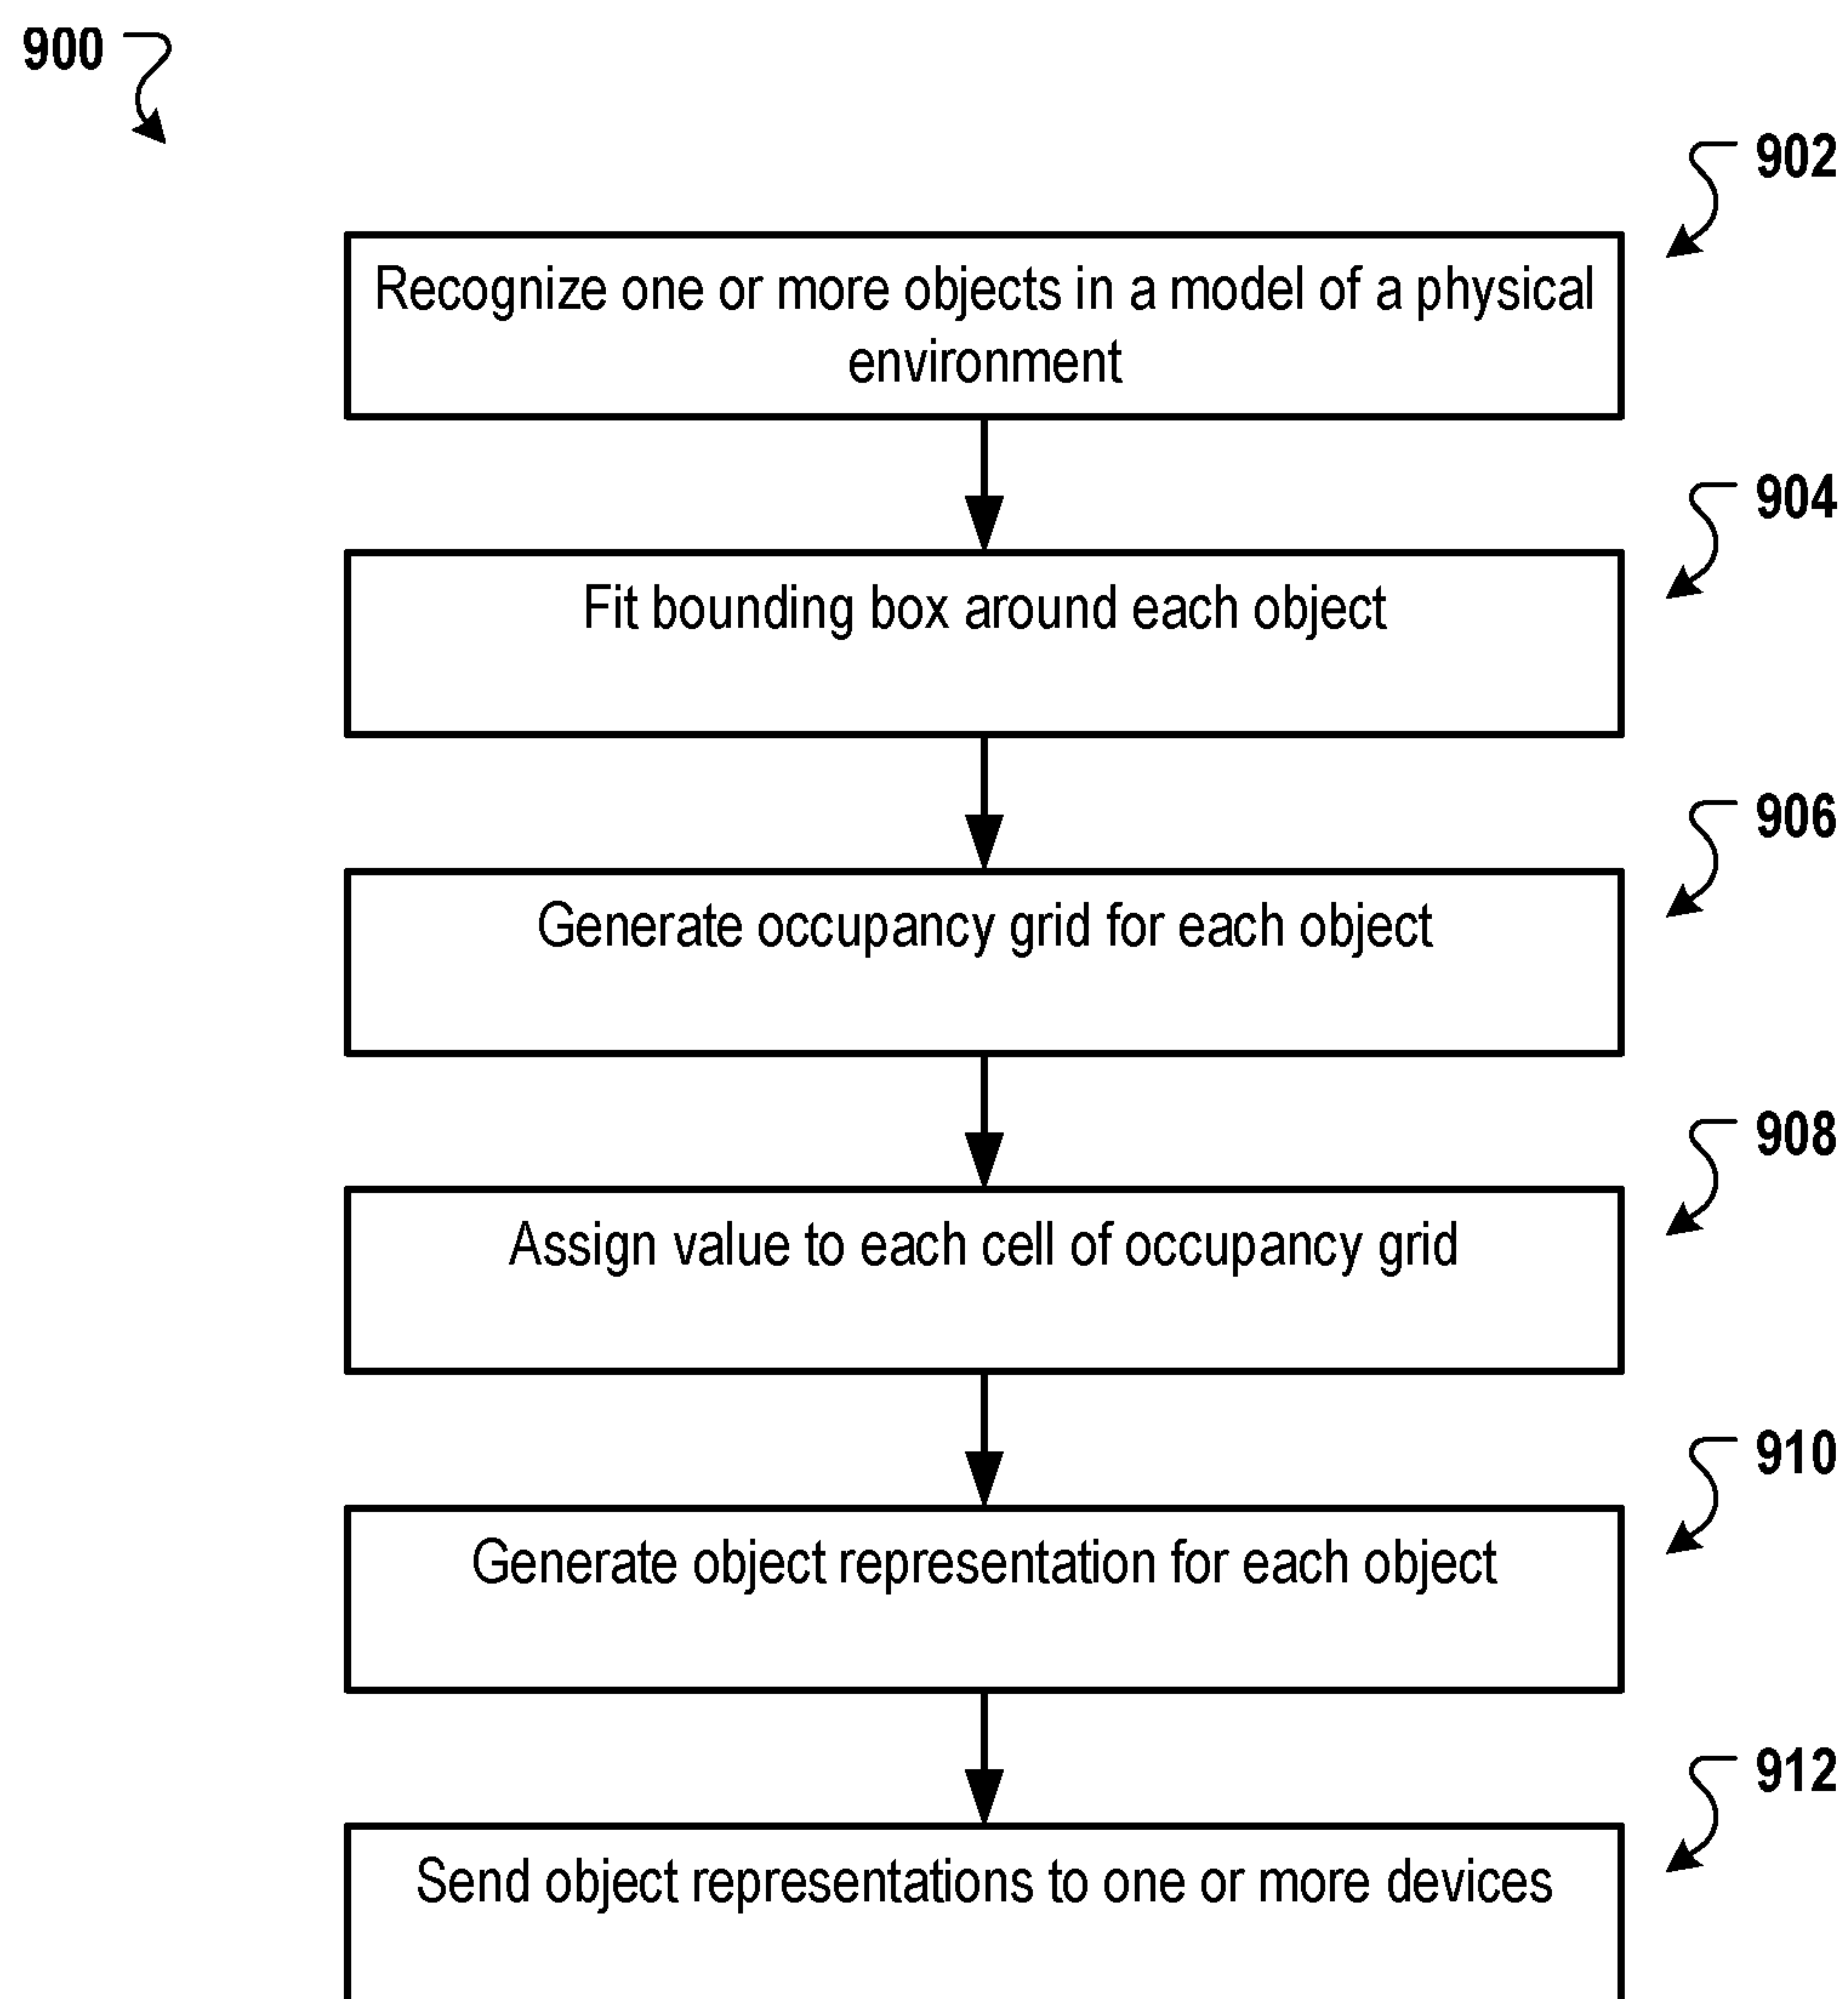 900
902
Recognize one or more objects in a model of a physical
environment
904
Fit bounding box around each object
906
Generate occupancy grid for each object
908
Assign value to each cell of occupancy grid
910
Generate object representation for each object
912
Send object representations to one or more devices